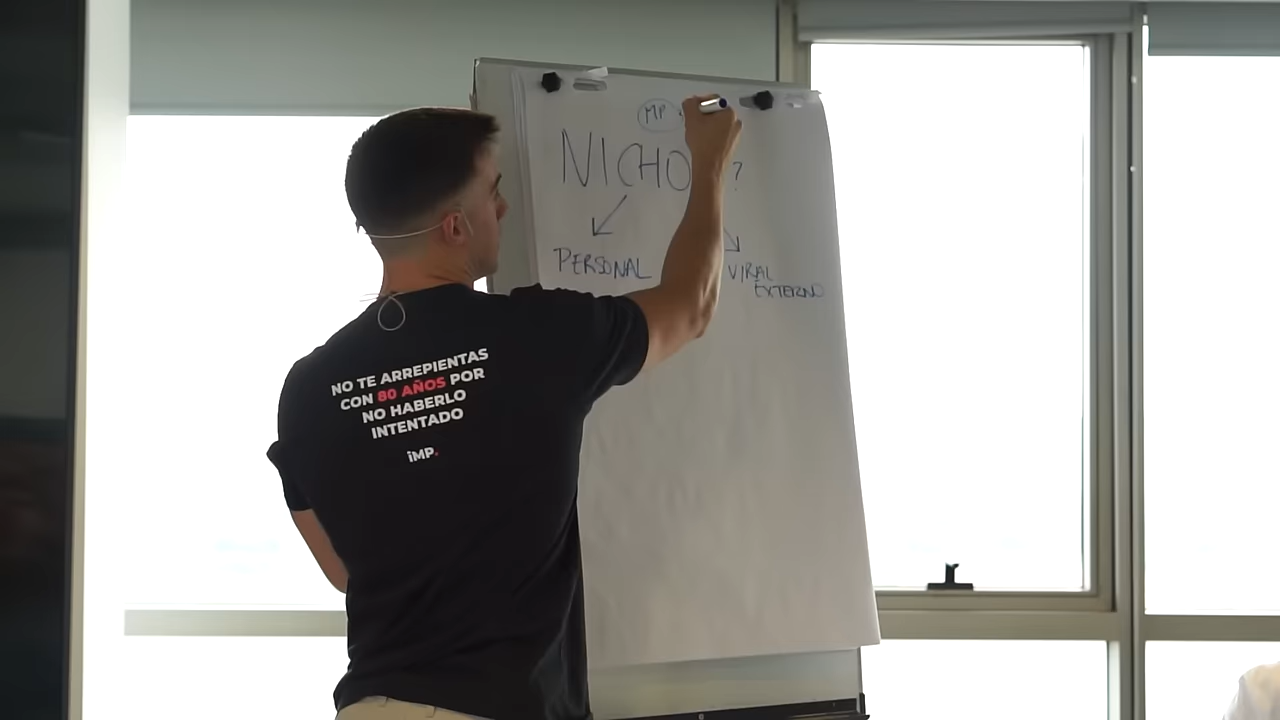 MP
NICHO ?
PERSONAL
VIRAL
EXTERNO
NO TE ARREPIENTAS
CON 80 AÑOS POR
NO HABERLO
INTENTADO
iMP.